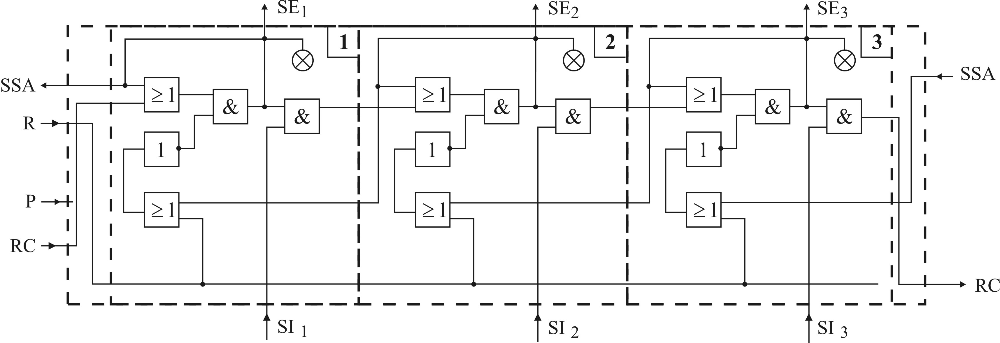 SE1 SE2 SE3
1 2 3
SSA SSA
≥ 1 ≥ 1 ≥ 1
& & &
& & &
R
1 1 1
P
≥ 1 ≥ 1 ≥ 1
RC
RC
SI 1 SI 2 SI 3